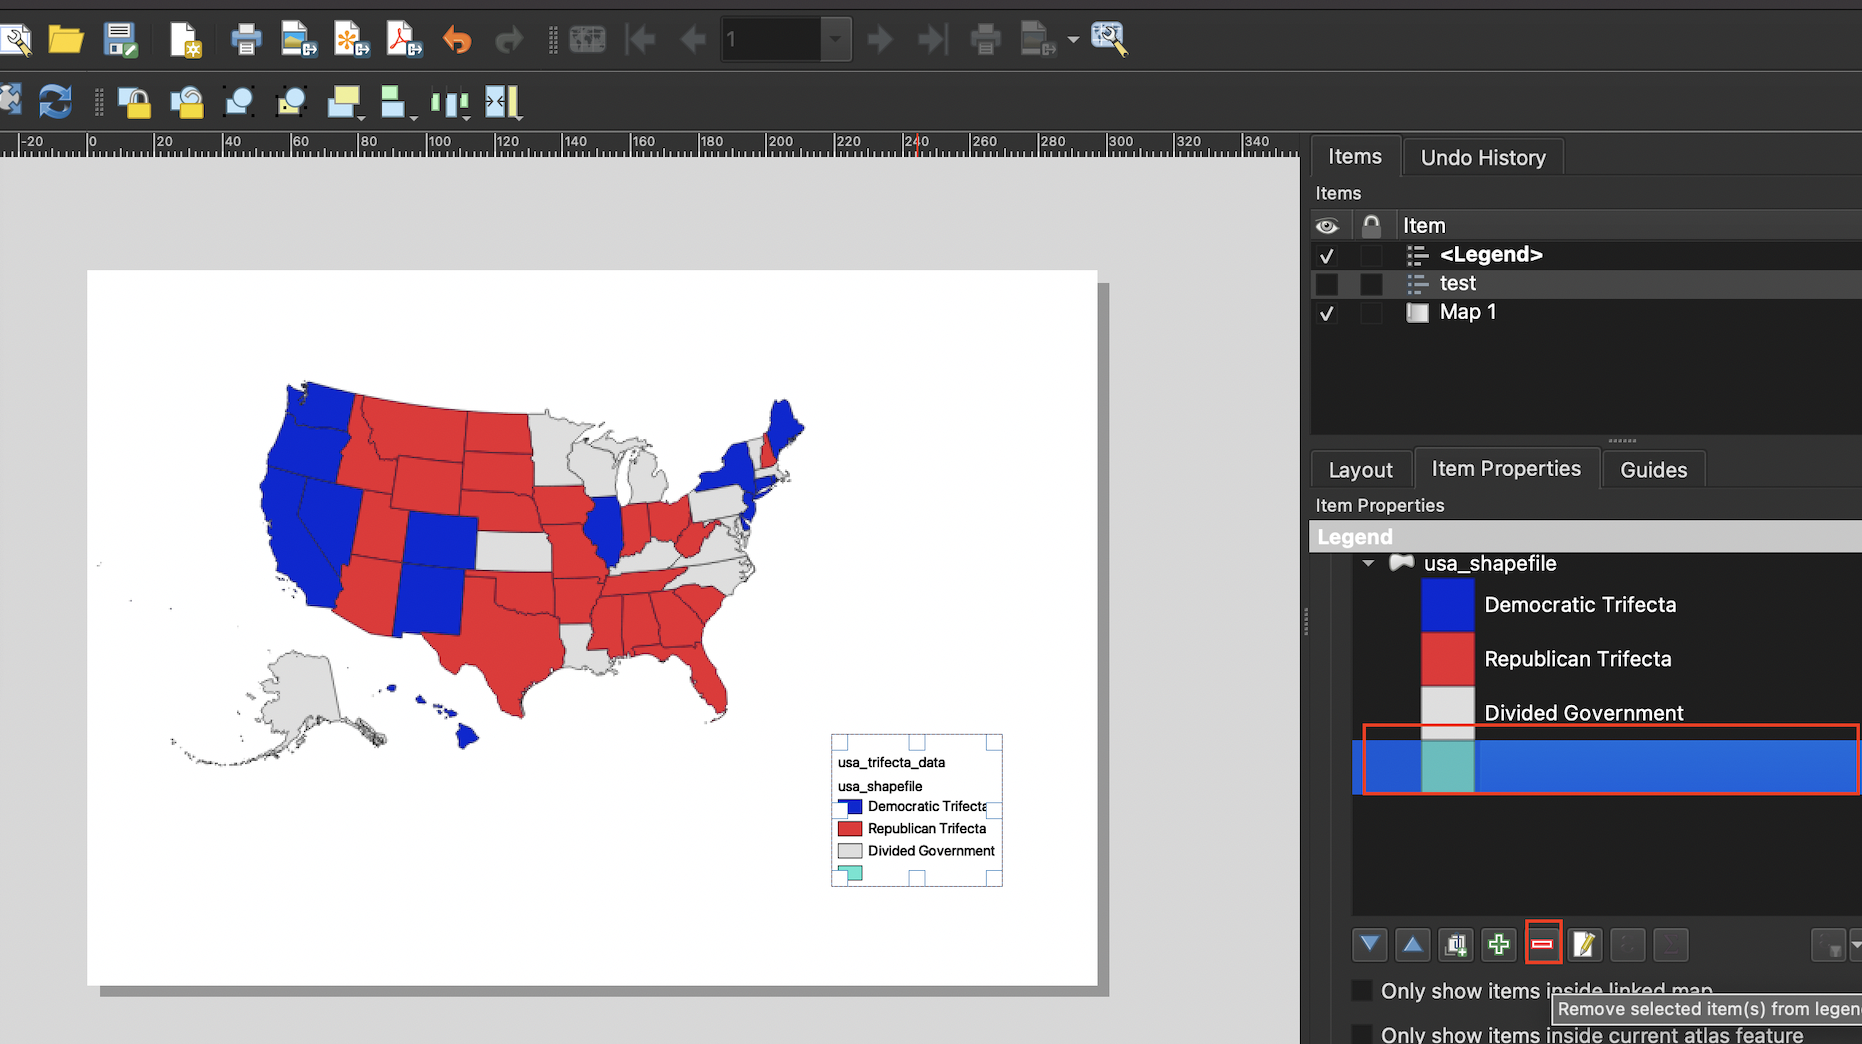 1
-20 0 20 40 60 80 100 120 140 160 180 200 220 240 260 280 300 320 340
Items Undo History
Items
Item
<Legend>
test
Map 1
Layout Item Properties Guides
Item Properties
Legend
usa_shapefile
Democratic Trifecta
Republican Trifecta
Divided Government
usa_trifecta_data
usa_shapefile
Democratic Trifecta
Republican Trifecta
Divided Government
Only show items inside linked map
Remove selected item(s) from legen
Only show items inside current atlas feature